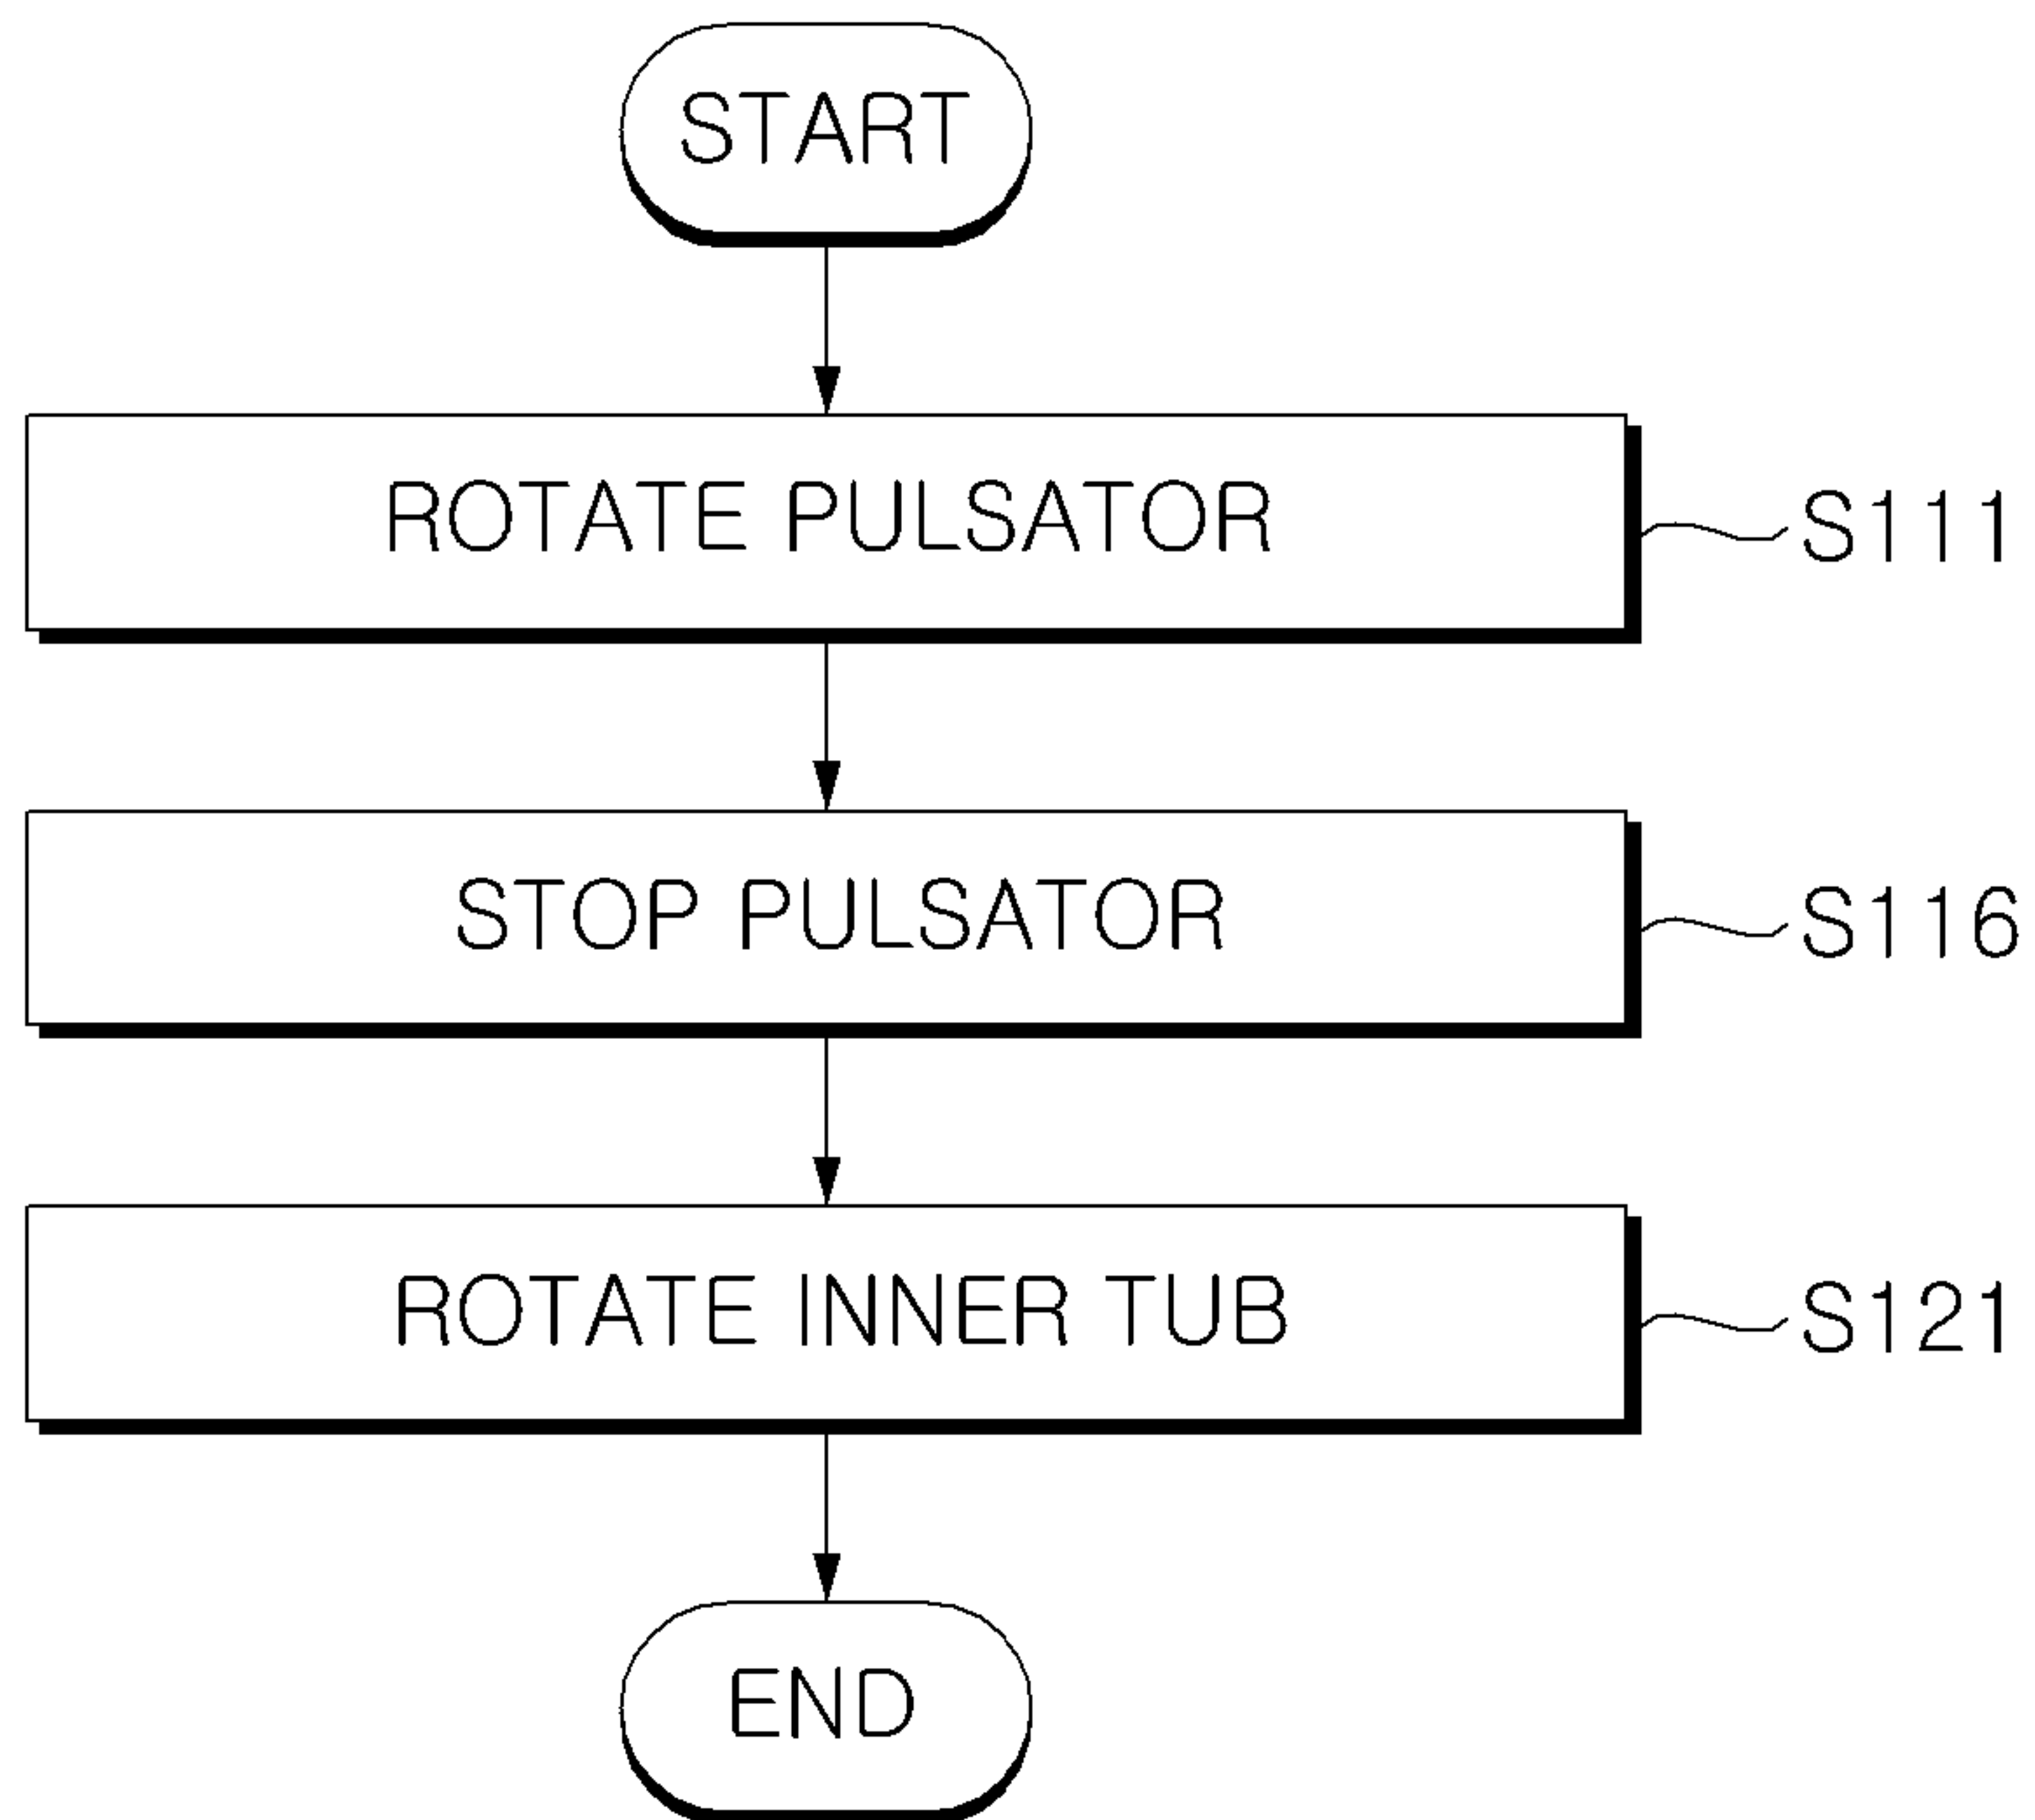 START
ROTATE PULSATOR
S111
STOP PULSATOR
S116
ROTATE INNER TUB
S121
END